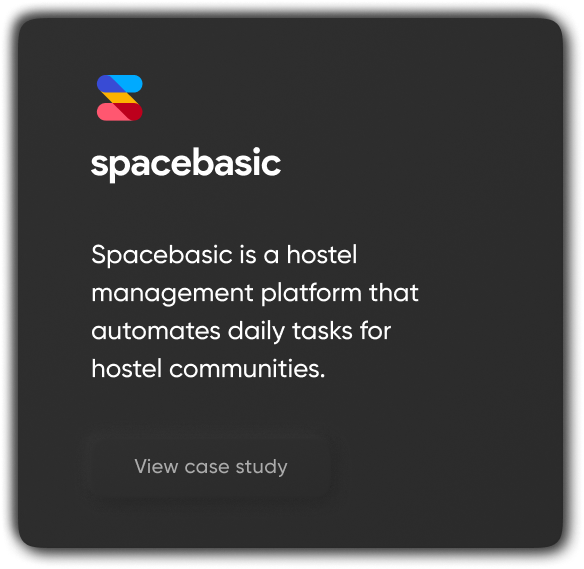 spacebasic
Spacebasic is a hostel
management platform that
automates daily tasks for
hostel communities.
View case study